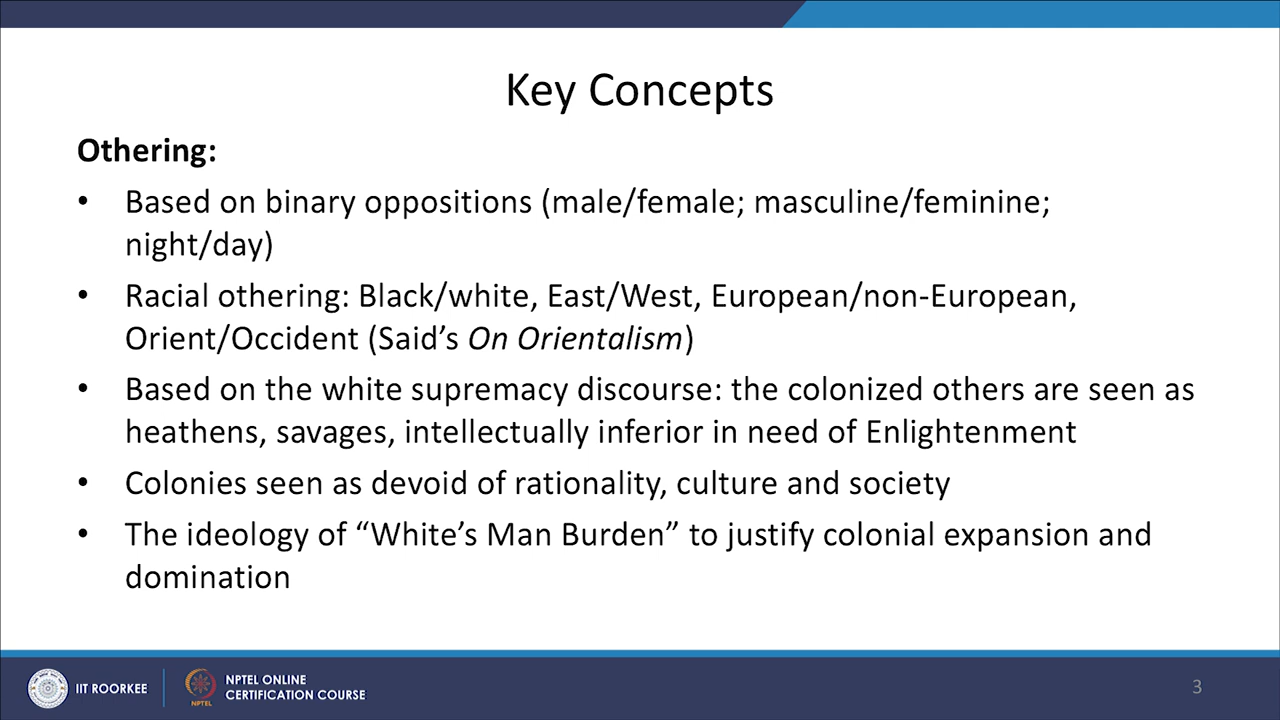 Key Concepts
Othering:
• Based on binary oppositions (male/female; masculine/feminine;
night/day)
• Racial othering: Black/white, East/West, European/non-European,
Orient/Occident (Said’s On Orientalism)
• Based on the white supremacy discourse: the colonized others are seen as
heathens, savages, intellectually inferior in need of Enlightenment
• Colonies seen as devoid of rationality, culture and society
• The ideology of “White’s Man Burden” to justify colonial expansion and
domination
IIT ROORKEE
NPTEL
NPTEL ONLINE
CERTIFICATION COURSE
3